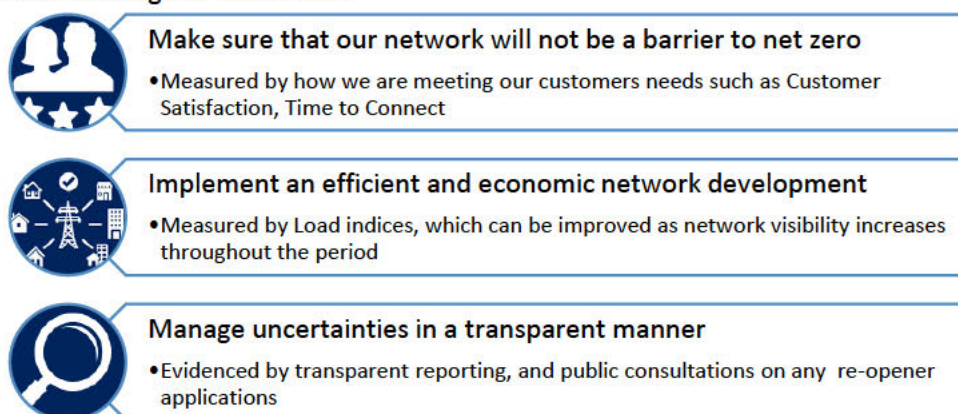 Make sure that our network will not be a barrier to net zero
•Measured by how we are meeting our customers needs such as Customer
Satisfaction, Time to Connect
Implement an efficient and economic network development
•Measured by Load indices, which can be improved as network visibility increases
throughout the period
Manage uncertainties in a transparent manner
•Evidenced by transparent reporting, and public consultations on any re-opener
applications